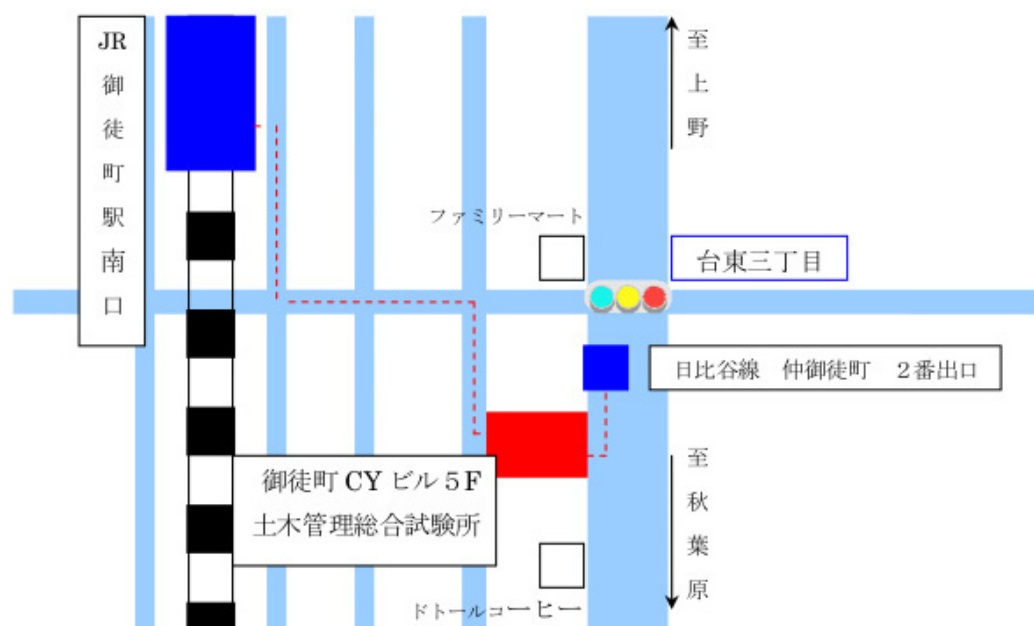 JR御徒町駅南口
至上野
ファミリーマート
台東三丁目
日比谷線　仲御徒町　２番出口
御徒町 CY ビル５F
土木管理総合試験所
至秋葉原
ドトールコーヒー